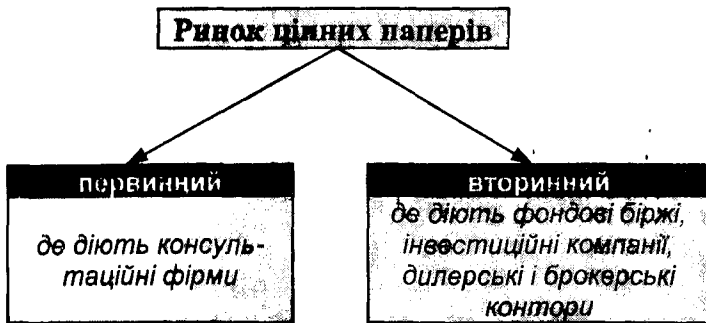 Ринок цінних паперів
первинний
де діють консуль-
таційні фірми
вторинний
де діють фондові біржі,
інвестиційні компанії,
дилерські і брокерські
контори